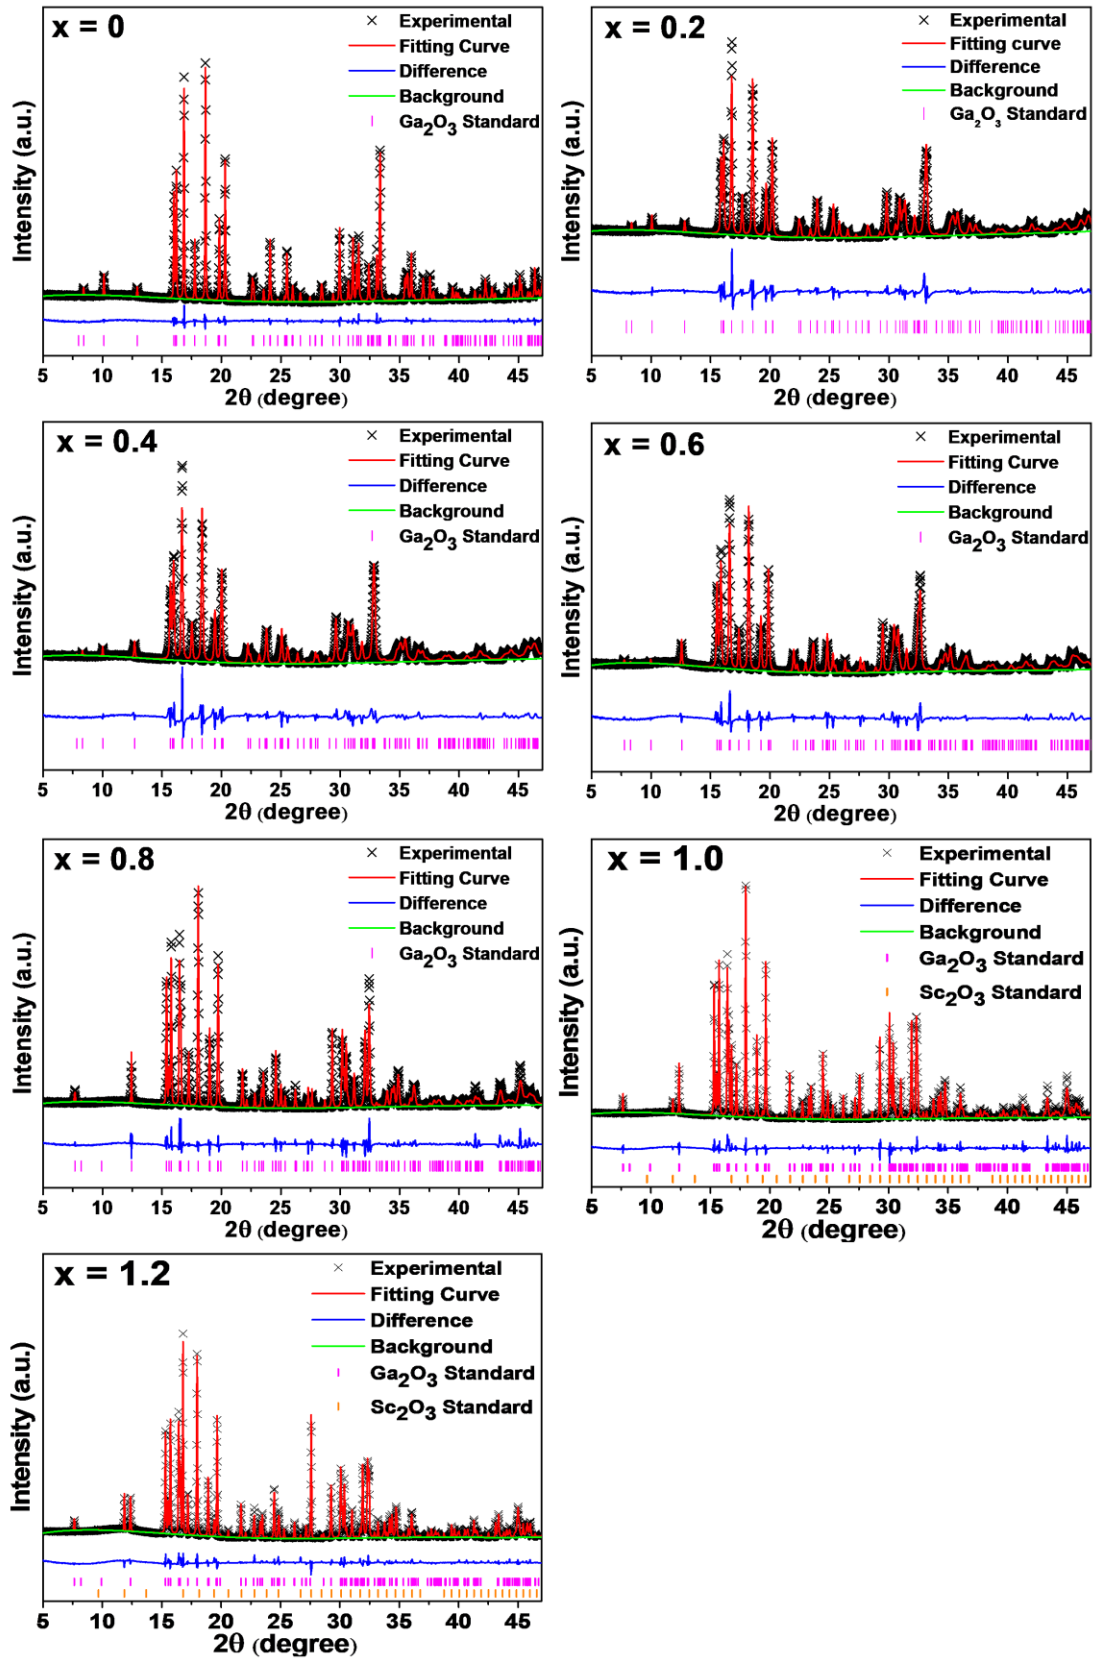 x = 0
Experimental
Fitting Curve
Difference
Background
Ga₂O₃ Standard
Intensity (a.u.)
5 10 15 20 25 30 35 40 45
2θ (degree)
x = 0.2
Experimental
Fitting curve
Difference
Background
Ga₂O₃ Standard
Intensity (a.u.)
5 10 15 20 25 30 35 40 45
2θ (degree)
x = 0.4
Experimental
Fitting Curve
Difference
Background
Ga₂O₃ Standard
Intensity (a.u.)
5 10 15 20 25 30 35 40 45
2θ (degree)
x = 0.6
Experimental
Fitting Curve
Difference
Background
Ga₂O₃ Standard
Intensity (a.u.)
5 10 15 20 25 30 35 40 45
2θ (degree)
x = 0.8
Experimental
Fitting Curve
Difference
Background
Ga₂O₃ Standard
Intensity (a.u.)
5 10 15 20 25 30 35 40 45
2θ (degree)
x = 1.0
Experimental
Fitting Curve
Difference
Background
Ga₂O₃ Standard
Sc₂O₃ Standard
Intensity (a.u.)
5 10 15 20 25 30 35 40 45
2θ (degree)
x = 1.2
Experimental
Fitting Curve
Difference
Background
Ga₂O₃ Standard
Sc₂O₃ Standard
Intensity (a.u.)
5 10 15 20 25 30 35 40 45
2θ (degree)